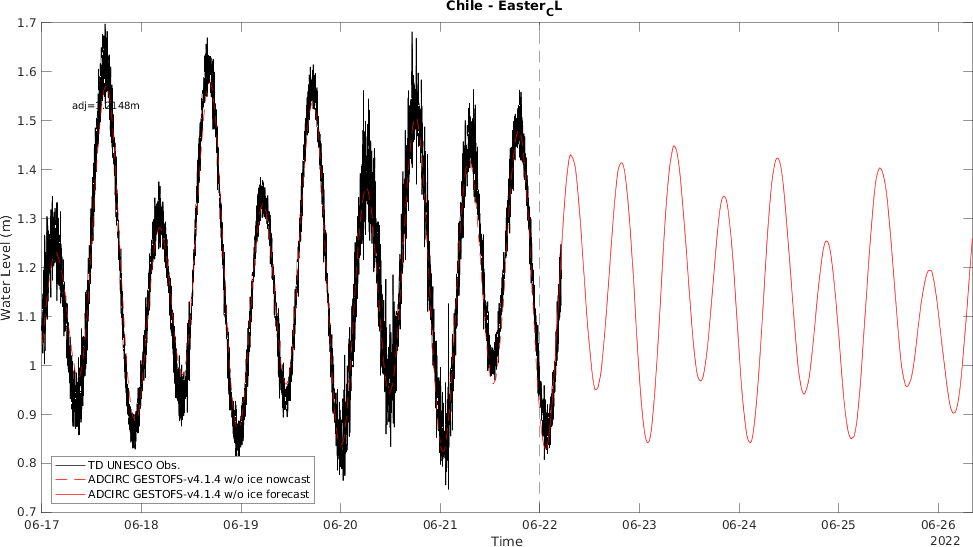 Chile - Easter_CL
1.7
1.6
1.5
1.4
1.3
1.2
1.1
1
0.9
0.8
0.7
Water Level (m)
TD UNESCO Obs.
ADCIRC GESTOFS-v4.1.4 w/o ice nowcast
ADCIRC GESTOFS-v4.1.4 w/o ice forecast
06-17 06-18 06-19 06-20 06-21 06-22 06-23 06-24 06-25 06-26
Time
2022